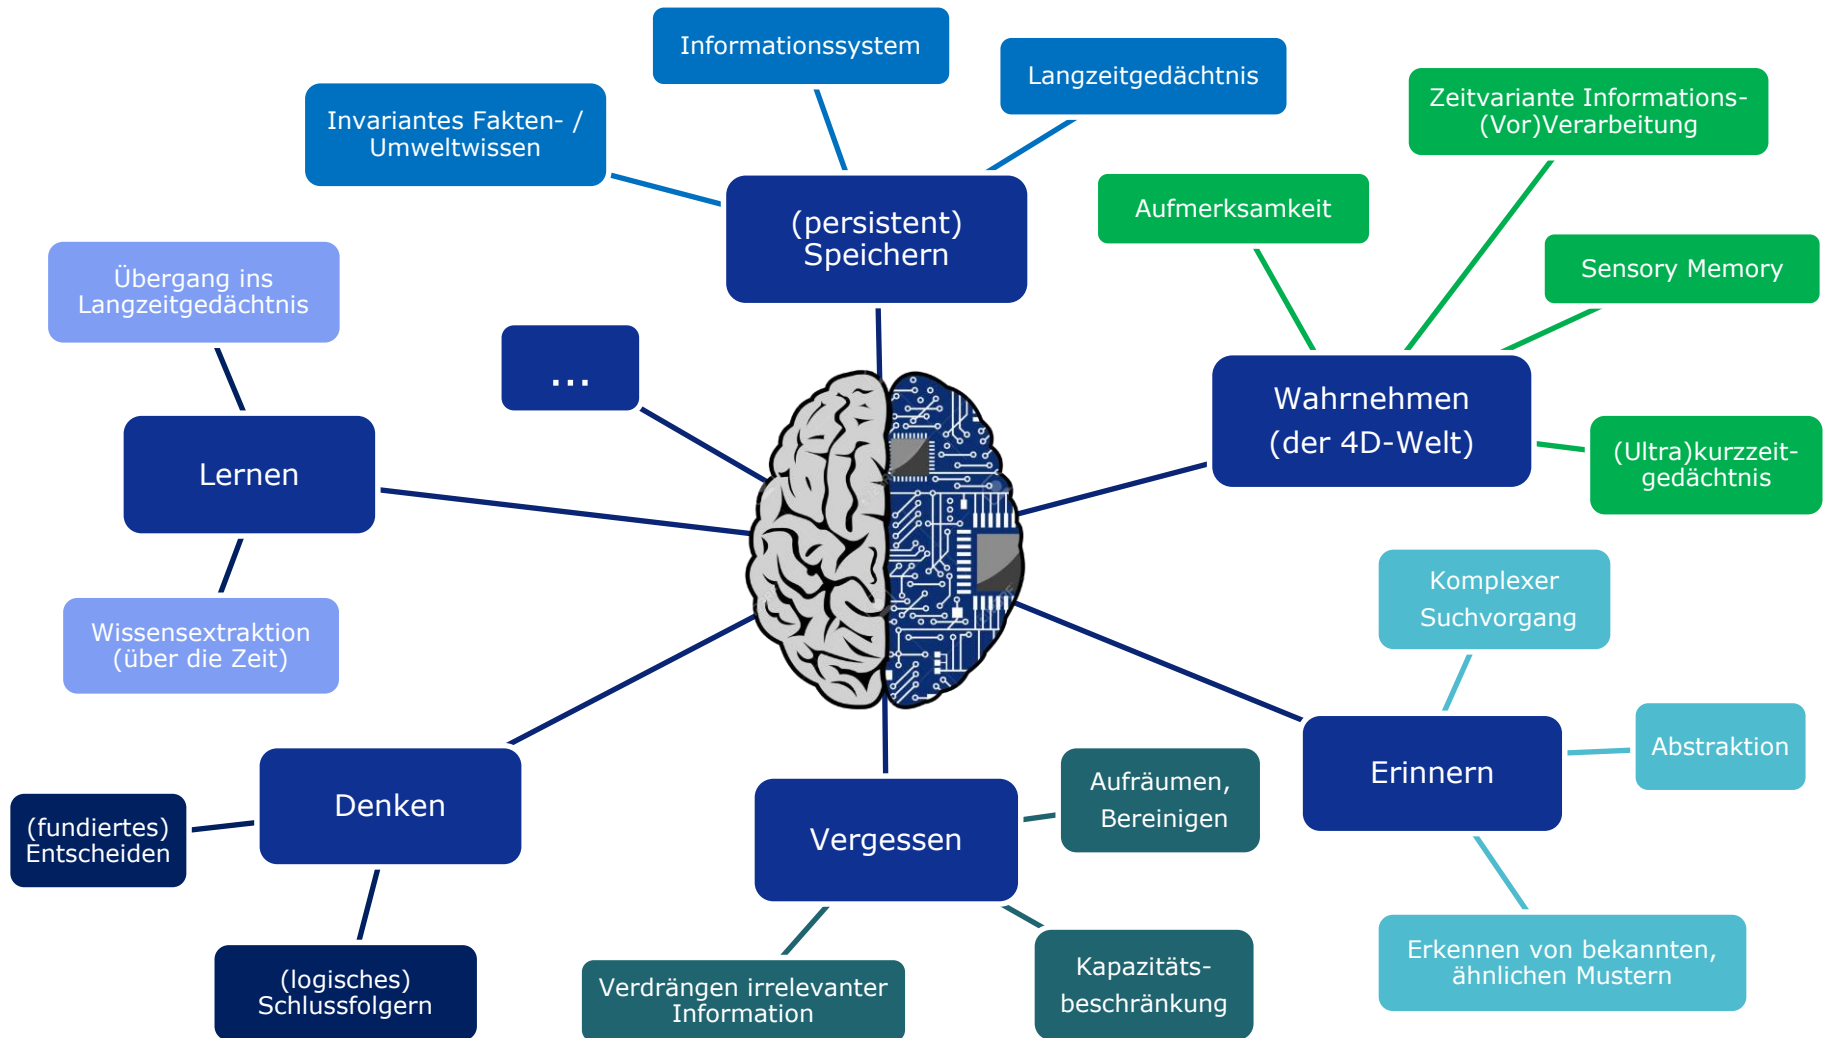 Informationssystem
Langzeitgedächtnis
Invariantes Fakten- /
Umweltwissen
(persistent)
Speichern
Zeitvariante Informations-
(Vor)Verarbeitung
Aufmerksamkeit
Sensory Memory
Wahrnehmen
(der 4D-Welt)
(Ultra)kurzzeit-
gedächtnis
Übergang ins
Langzeitgedächtnis
...
Lernen
Wissensextraktion
(über die Zeit)
Komplexer
Suchvorgang
Abstraktion
Erinnern
Erkennen von bekannten,
ähnlichen Mustern
Denken
(fundiertes)
Entscheiden
(logisches)
Schlussfolgern
Vergessen
Aufräumen,
Bereinigen
Verdrängen irrelevanter
Information
Kapazitäts-
beschränkung